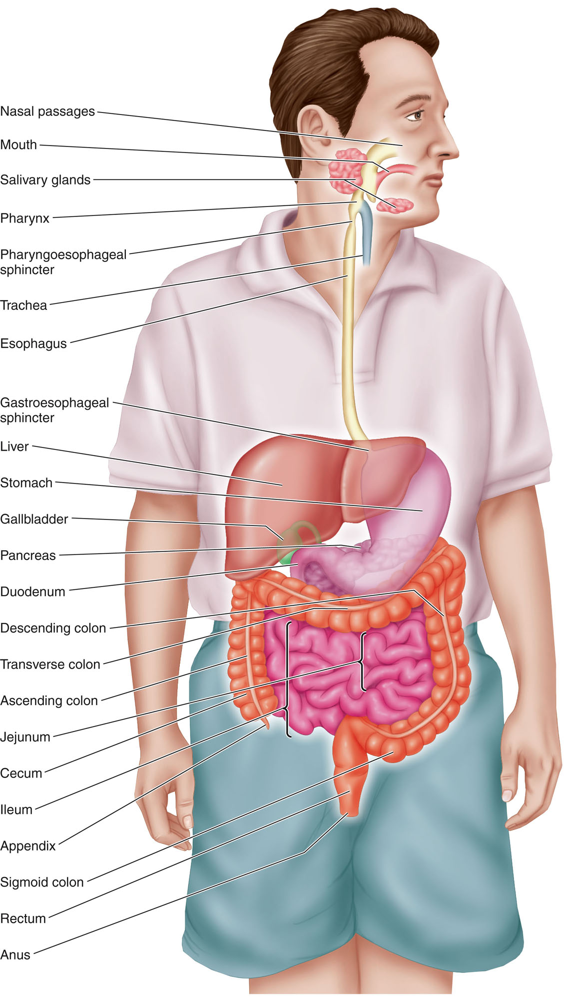 Nasal passages
Mouth
Salivary glands
Pharynx
Pharyngoesophageal
sphincter
Trachea
Esophagus
Gastroesophageal
sphincter
Liver
Stomach
Gallbladder
Pancreas
Duodenum
Descending colon
Transverse colon
Ascending colon
Jejunum
Cecum
Ileum
Appendix
Sigmoid colon
Rectum
Anus